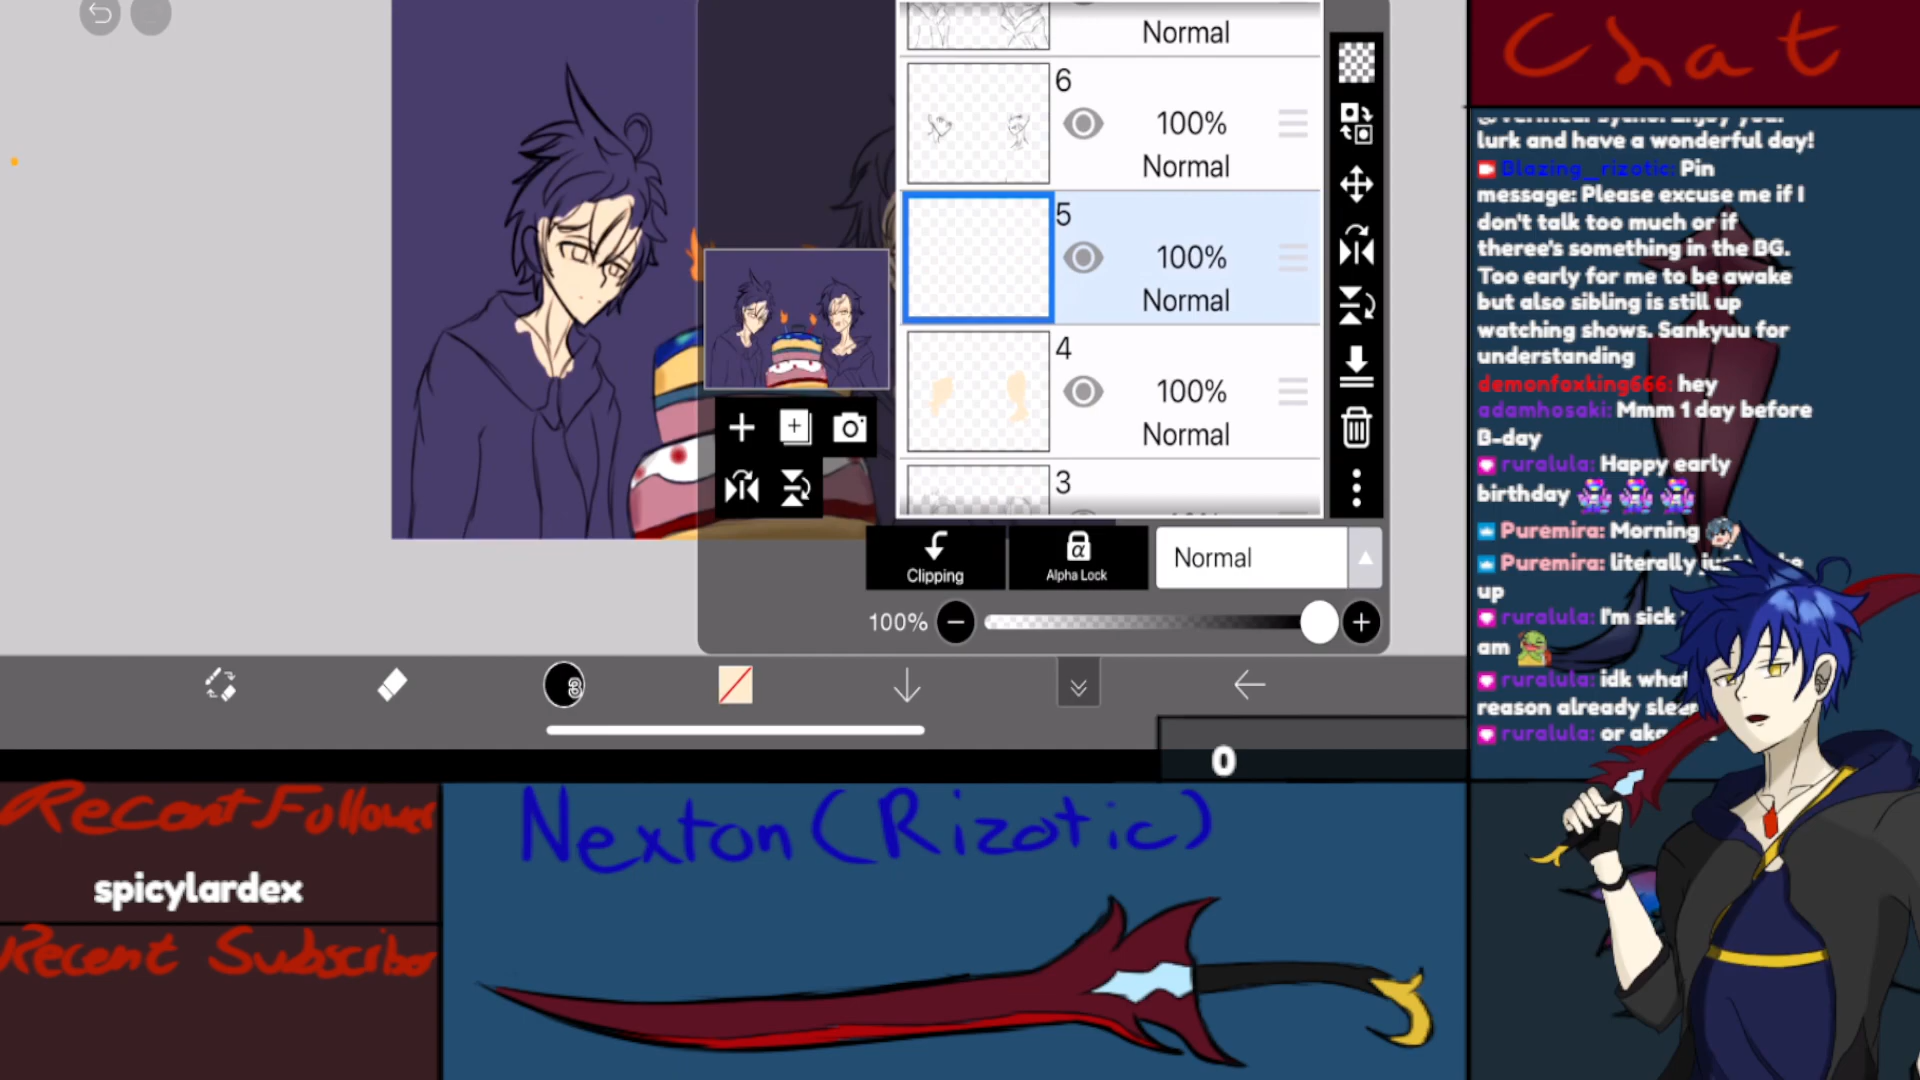 Normal
6
100%
Normal
5
100%
Normal
4
100%
Normal
3
Clipping
Alpha Lock
Normal
100%
0
Chat
lurk and have a wonderful day!
Blazing_rizotic: Pin
message: Please excuse me if I
don't talk too much or if
theree's something in the BG.
Too early for me to be awake
but also sibling is still up
watching shows. Sankyuu for
understanding
demonfoxking666: hey
adamhosaki: Mmm 1 day before
B-day
ruralula: Happy early
birthday
Puremira: Morning
Puremira: literally
up
ruralula: I'm sick
am
ruralula: idk what
reason already
ruralula: or
Recent Follower
spicylardex
Recent Subscriber
Nexton (Rizotic)